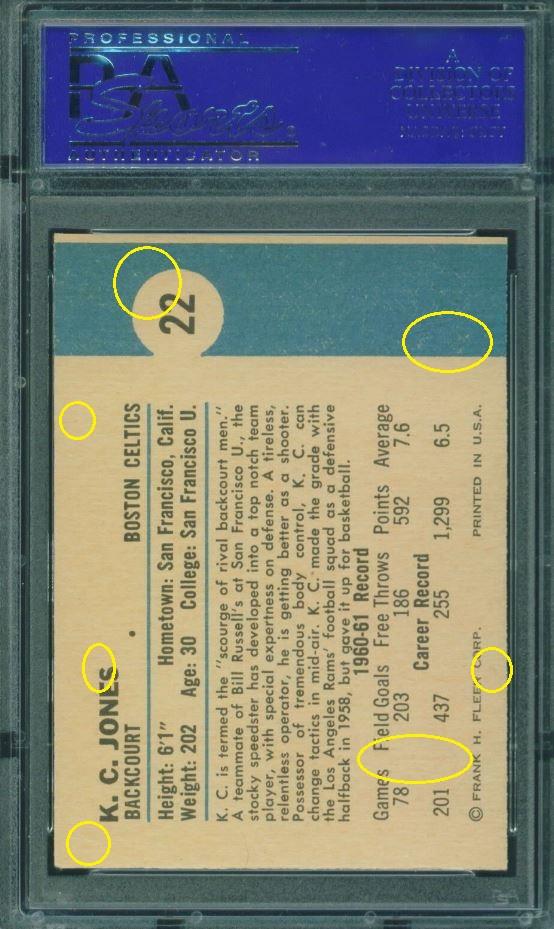 PROFESSIONAL
PSA
Sports
AUTHENTICATOR
A
DIVISION OF
COLLECTORS
UNIVERSE
NASDAQ: CLCT
22
K. C. JONES
BACKCOURT BOSTON CELTICS
Height: 6'1" Hometown: San Francisco, Calif.
Weight: 202 Age: 30 College: San Francisco U.
K. C. is termed the "scourge of rival backcourt men."
A teammate of Bill Russell's at San Francisco U., the
stocky speedster has developed into a top notch team
player, with special expertness on defense. A tireless,
relentless operator, he is getting better as a shooter.
Possessor of tremendous body control, K. C. can
change tactics in mid-air. K. C. made the grade with
the Los Angeles Rams' football squad as a defensive
halfback in 1958, but gave it up for basketball.
1960-61 Record
Games Field Goals Free Throws Points Average
78 203 186 592 7.6
Career Record
201 437 255 1,299 6.5
© FRANK H. FLEER CORP. PRINTED IN U.S.A.